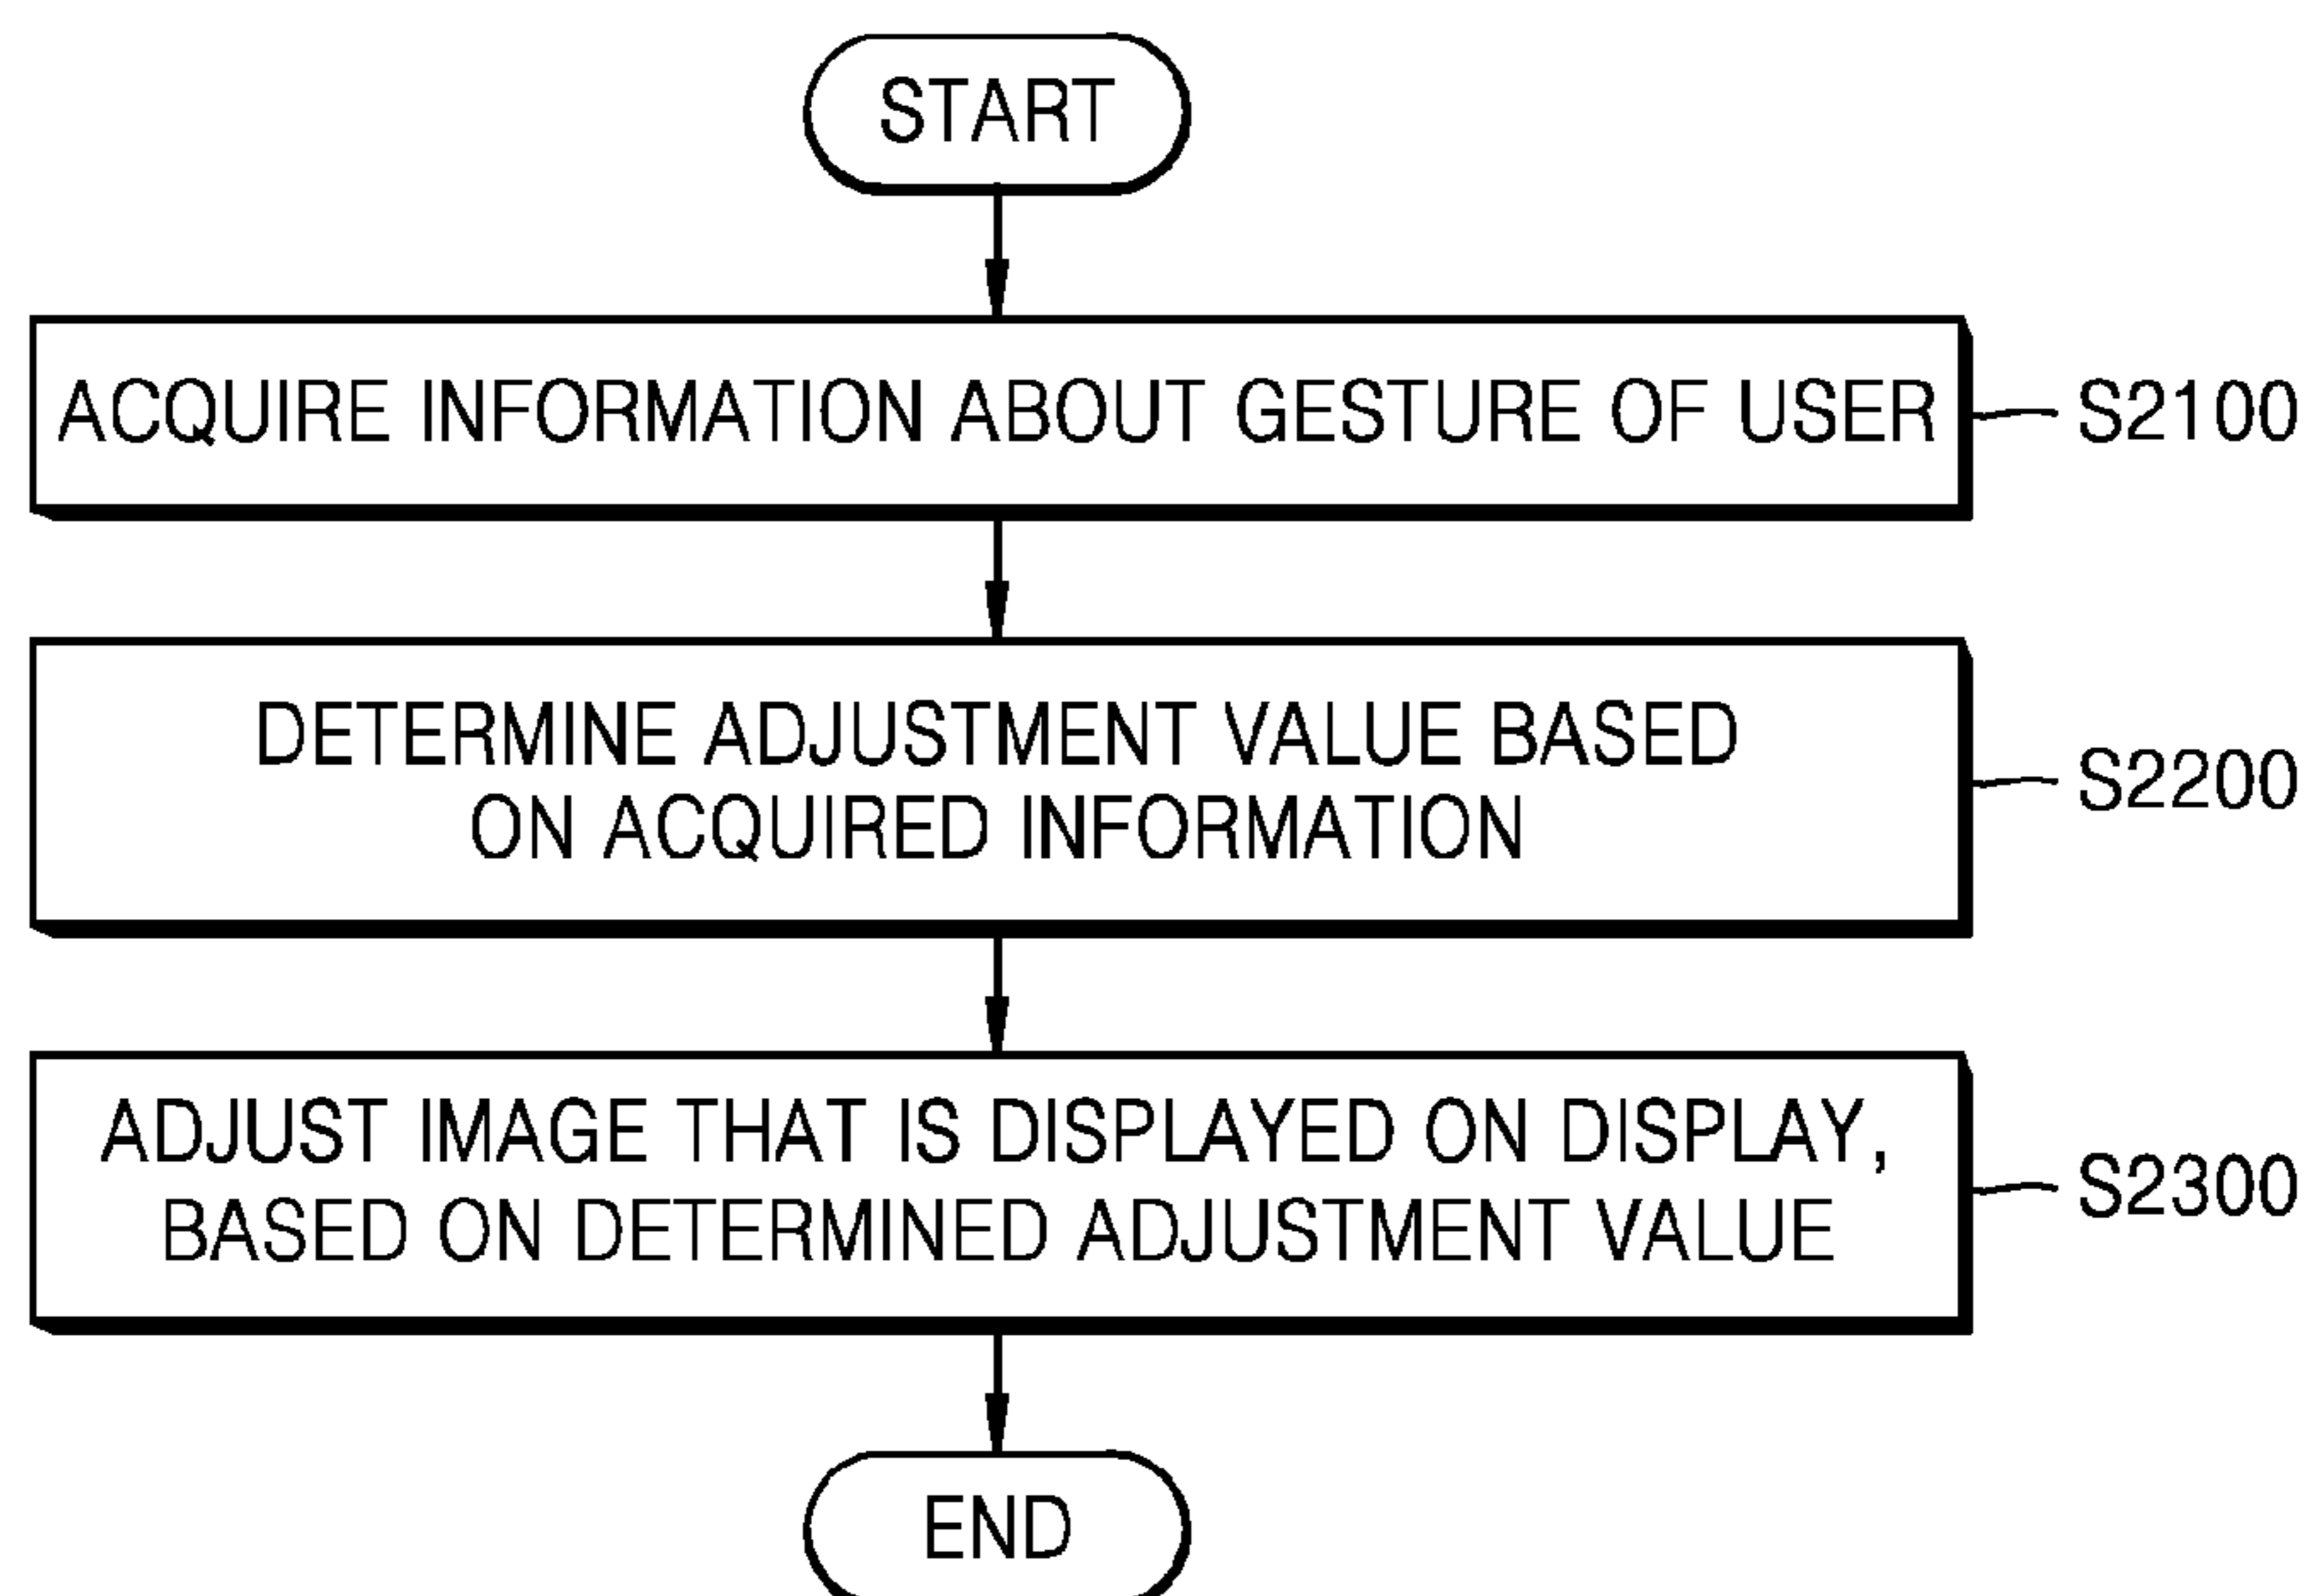 START
ACQUIRE INFORMATION ABOUT GESTURE OF USER
S2100
DETERMINE ADJUSTMENT VALUE BASED
ON ACQUIRED INFORMATION
S2200
ADJUST IMAGE THAT IS DISPLAYED ON DISPLAY,
BASED ON DETERMINED ADJUSTMENT VALUE
S2300
END